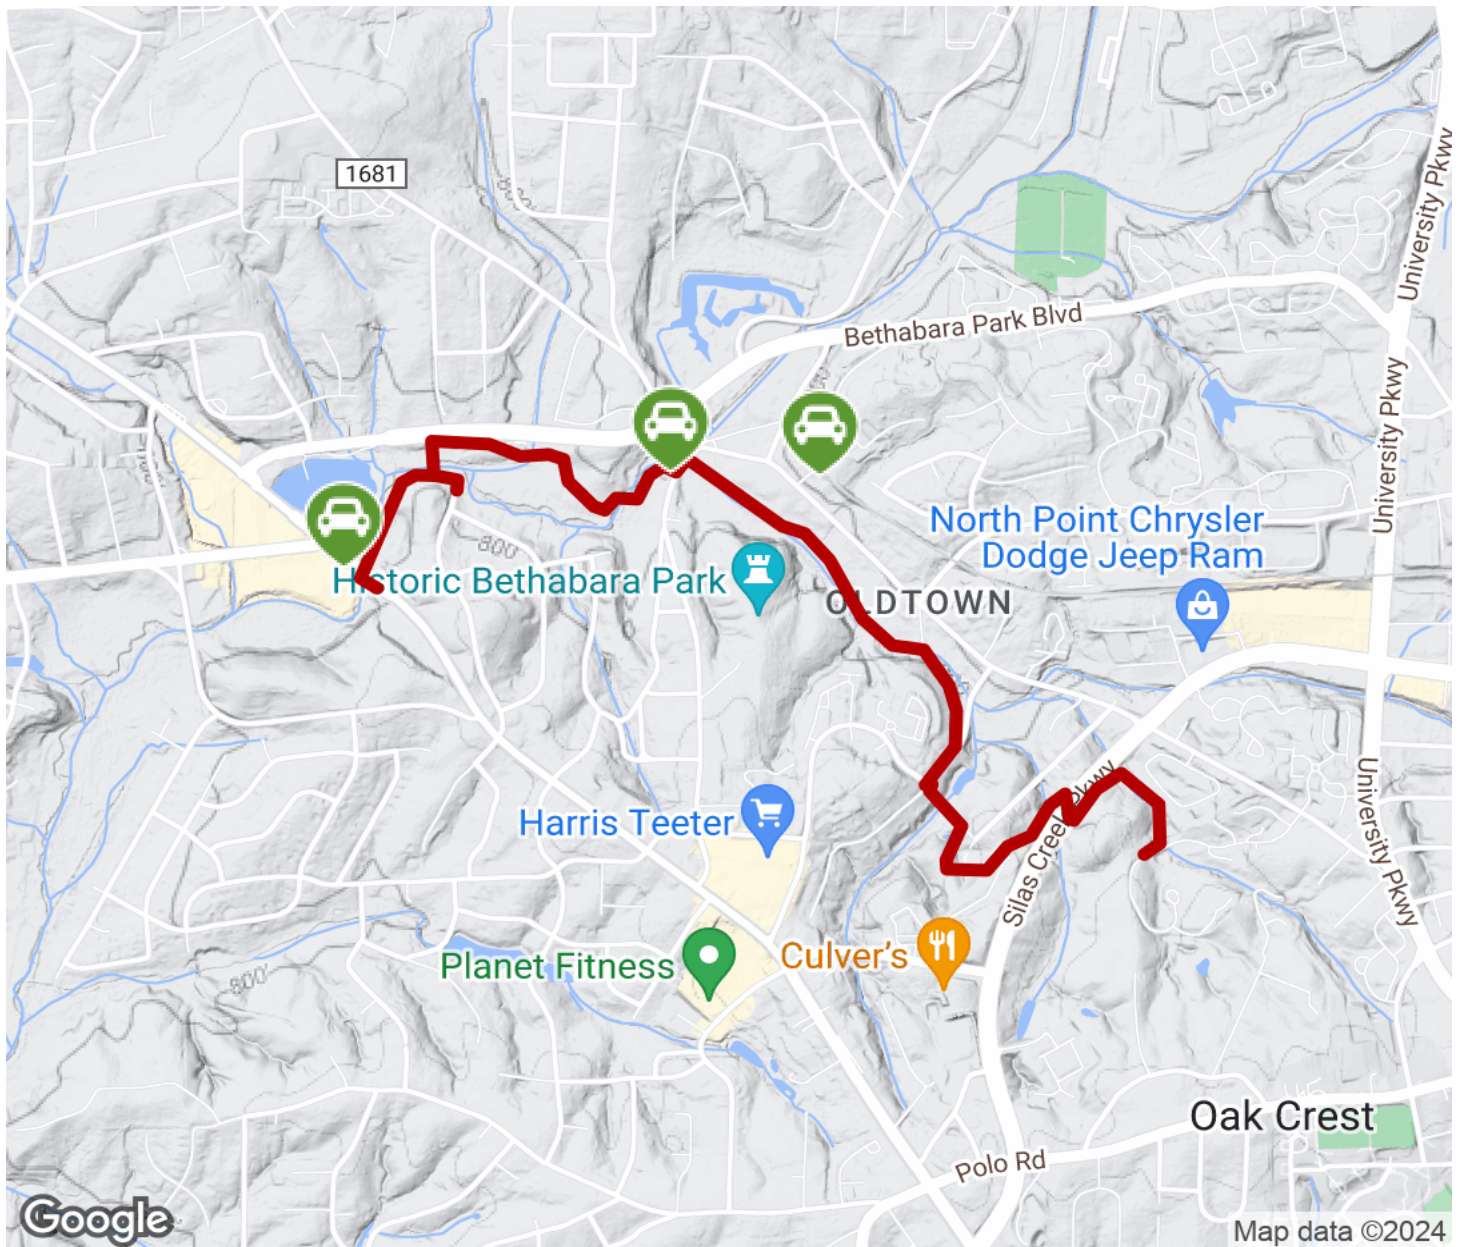 1681
800'
University Pkwy
Bethabara Park Blvd
University Pkwy
North Point Chrysler
Dodge Jeep Ram
800'
Historic Bethabara Park
OLDTOWN
Silas Creek Pkwy
University Pkwy
Harris Teeter
Culver's
Planet Fitness
800'
Oak Crest
Polo Rd
Google
Map data ©2024